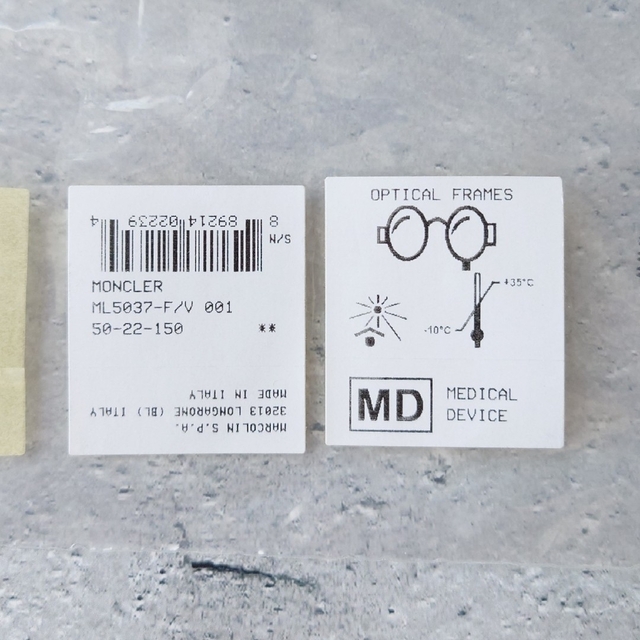 8 89214 02239 4
S/N
MONCLER
ML5037-F/V 001
50-22-150 **
MARCOLIN S.P.A.
32013 LONGARONE (BL) ITALY
MADE IN ITALY
OPTICAL FRAMES
+35°C
-10°C
MD MEDICAL
DEVICE